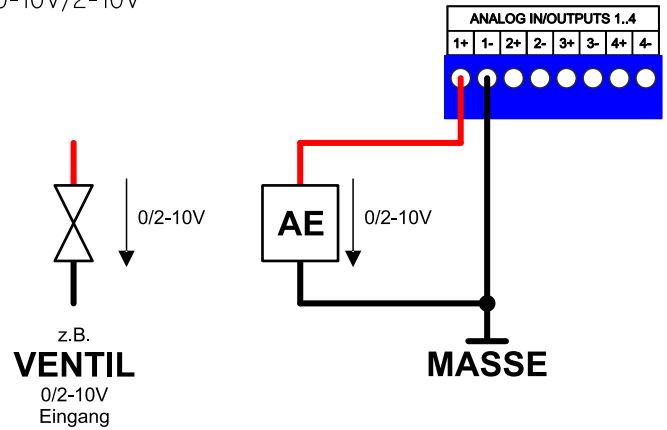 0-10V/2-10V
ANALOG IN/OUTPUTS 1..4
1+ 1- 2+ 2- 3+ 3- 4+ 4-
0/2-10V
AE
0/2-10V
z.B.
VENTIL
0/2-10V
Eingang
MASSE